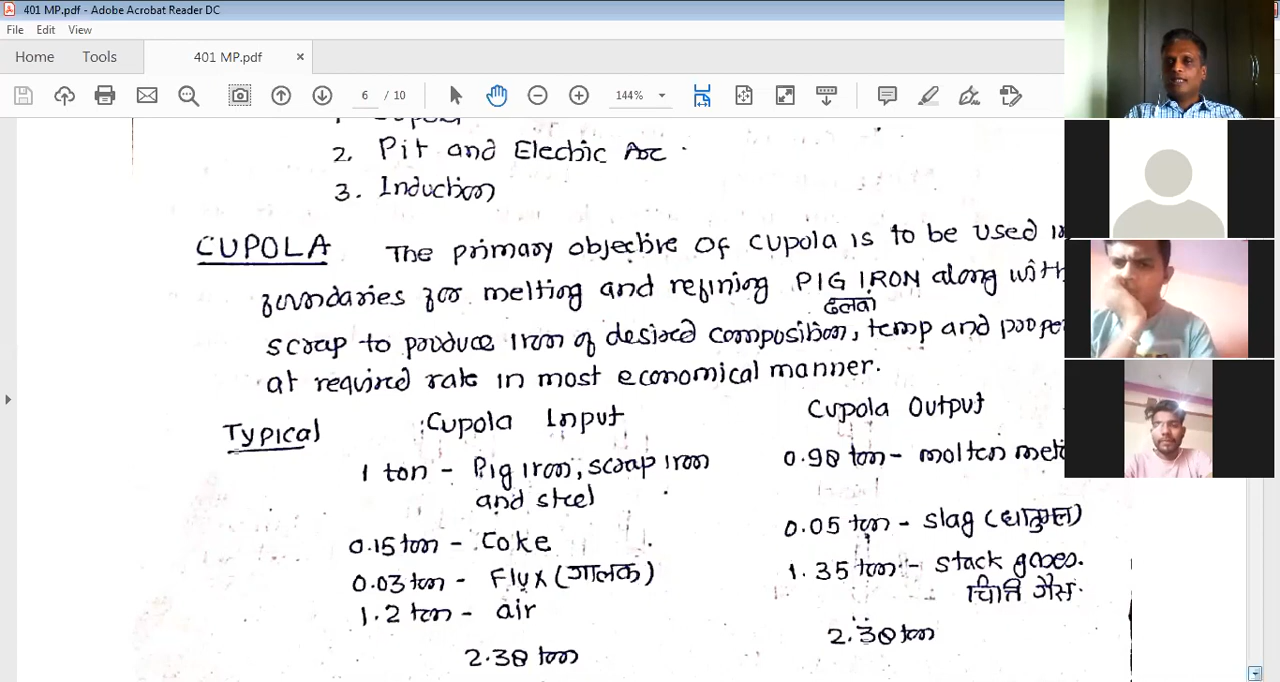 401 MP.pdf - Adobe Acrobat Reader DC
File Edit View
Home Tools 401 MP.pdf ×
6 / 10 144%
2. Pit and Electric Arc
3. Induction
CUPOLA The primary objective of cupola is to be used in
foundaries for melting and refining PIG IRON along with
ढलवां
scrap to produce Iron of desired composition, temp and
at required rate in most economical manner.
Typical Cupola Input Cupola Output
1 ton - Pig iron, scrap iron 0.98 ton - molten
and steel
0.15 ton - Coke 0.05 ton - slag (धातुमल)
0.03 ton - Flux (गालक) 1.35 ton - stack gases.
1.2 ton - air चिति गैस
2.38 ton 2.38 ton